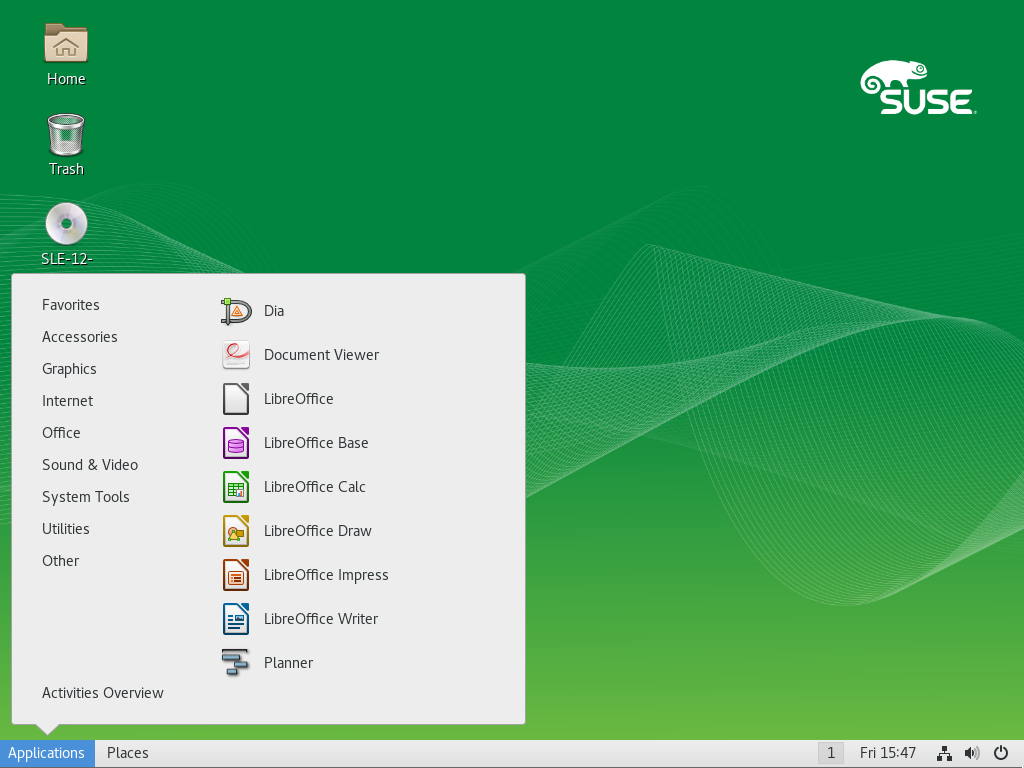 Home
Trash
SLE-12-
SUSE
Favorites
Accessories
Graphics
Internet
Office
Sound & Video
System Tools
Utilities
Other
Activities Overview
Dia
Document Viewer
LibreOffice
LibreOffice Base
LibreOffice Calc
LibreOffice Draw
LibreOffice Impress
LibreOffice Writer
Planner
Applications Places 1 Fri 15:47